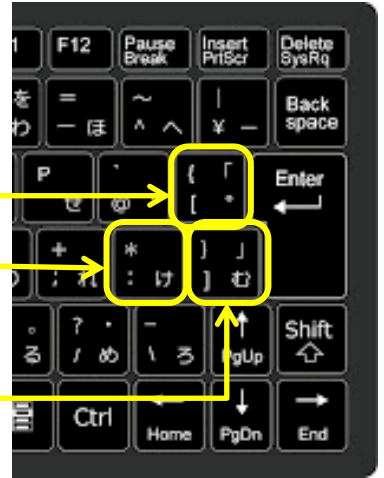 F12 Pause Insert Delete
Break PrtScr SysRq
を = ~ | Back
わ - ほ ^ へ ¥ ー space
P ` { 「 Enter
せ @ [ ゜
+ * } 」
; れ : け ] む
。 ? ・ - ↑ Shift
る / め \ ろ PgUp
Ctrl ← ↓ →
Home PgDn End